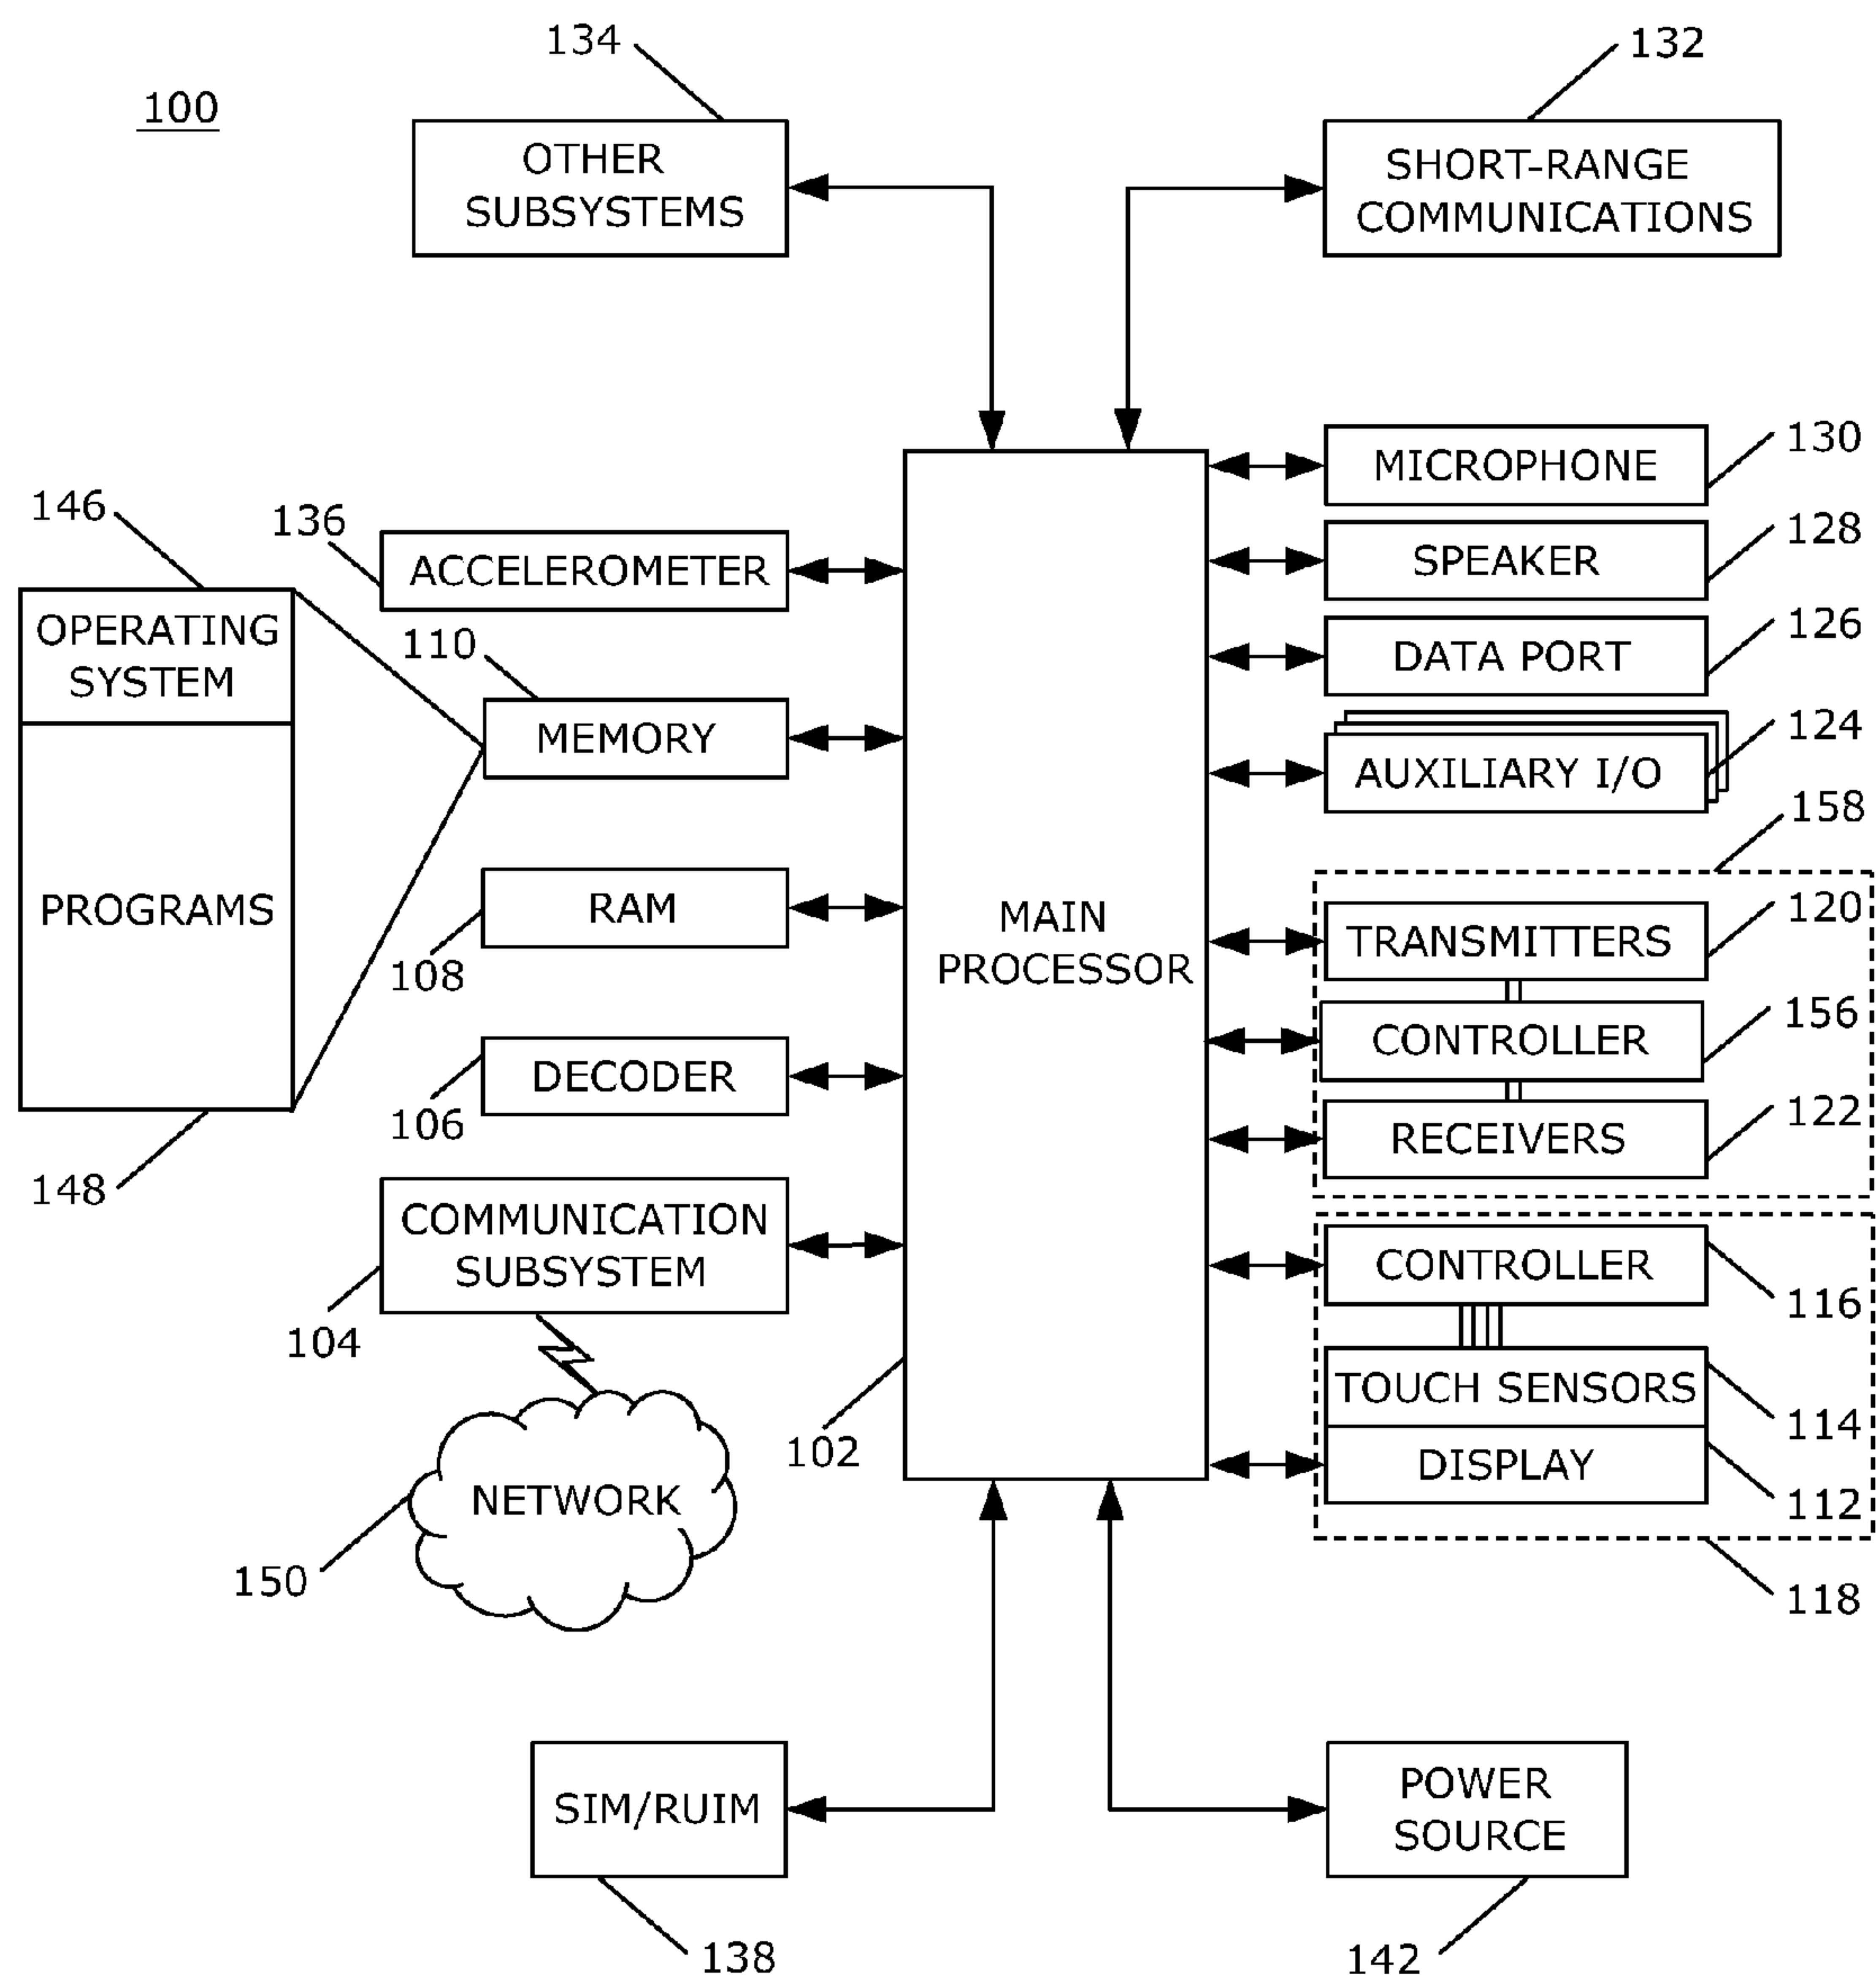 134
132
100
OTHER
SUBSYSTEMS
SHORT-RANGE
COMMUNICATIONS
130
MICROPHONE
146
136
ACCELEROMETER
128
SPEAKER
OPERATING
SYSTEM
110
126
DATA PORT
MEMORY
124
AUXILIARY I/O
158
PROGRAMS
RAM
108
MAIN
PROCESSOR
120
TRANSMITTERS
156
CONTROLLER
DECODER
106
122
RECEIVERS
148
COMMUNICATION
SUBSYSTEM
104
CONTROLLER
116
TOUCH SENSORS
114
102
DISPLAY
112
NETWORK
150
118
SIM/RUIM
POWER
SOURCE
138
142